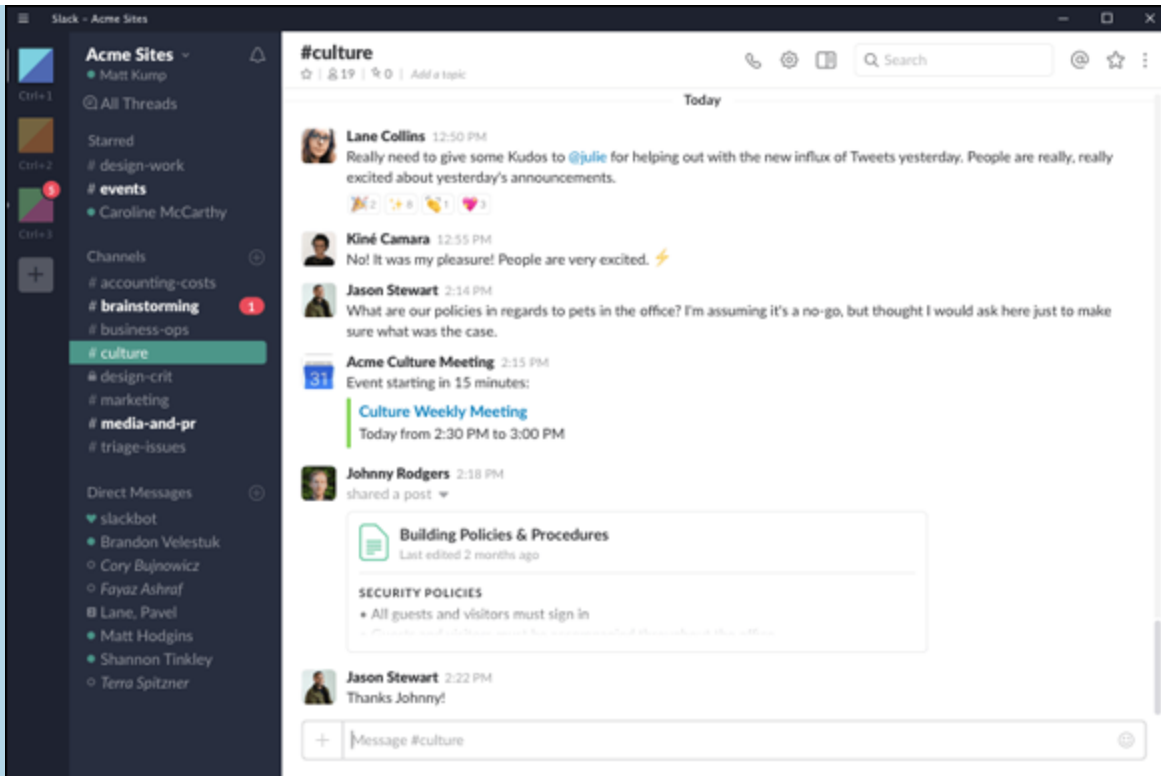 Slack - Acme Sites
Ctrl+1
Ctrl+2
5
Ctrl+3
Acme Sites
Matt Kump
All Threads
Starred
# design-work
# events
Caroline McCarthy
Channels
# accounting-costs
# brainstorming 1
# business-ops
# culture
design-crit
# marketing
# media-and-pr
# triage-issues
Direct Messages
slackbot
Brandon Velestuk
Cory Bujnowicz
Fayaz Ashraf
Lane, Pavel
Matt Hodgins
Shannon Tinkley
Terra Spitzner
#culture
19 | 0 | Add a topic
Search
Today
Lane Collins 12:50 PM
Really need to give some Kudos to @julie for helping out with the new influx of Tweets yesterday. People are really, really
excited about yesterday's announcements.
2 8 1 3
Kiné Camara 12:55 PM
No! It was my pleasure! People are very excited. ⚡
Jason Stewart 2:14 PM
What are our policies in regards to pets in the office? I'm assuming it's a no-go, but thought I would ask here just to make
sure what was the case.
31
Acme Culture Meeting 2:15 PM
Event starting in 15 minutes:
Culture Weekly Meeting
Today from 2:30 PM to 3:00 PM
Johnny Rodgers 2:18 PM
shared a post
Building Policies & Procedures
Last edited 2 months ago
SECURITY POLICIES
• All guests and visitors must sign in
Jason Stewart 2:22 PM
Thanks Johnny!
Message #culture